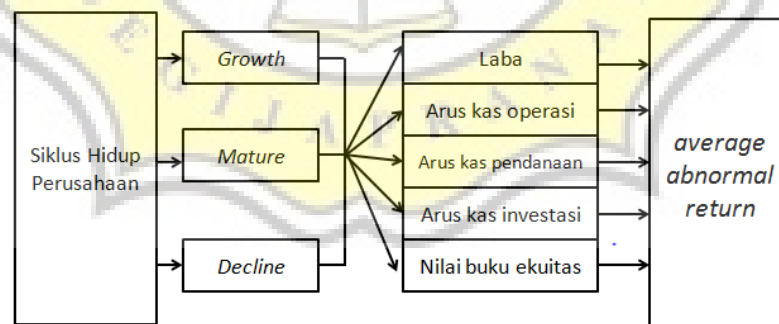 Siklus Hidup
Perusahaan
Growth
Mature
Decline
Laba
Arus kas operasi
Arus kas pendanaan
Arus kas investasi
Nilai buku ekuitas
average
abnormal
return